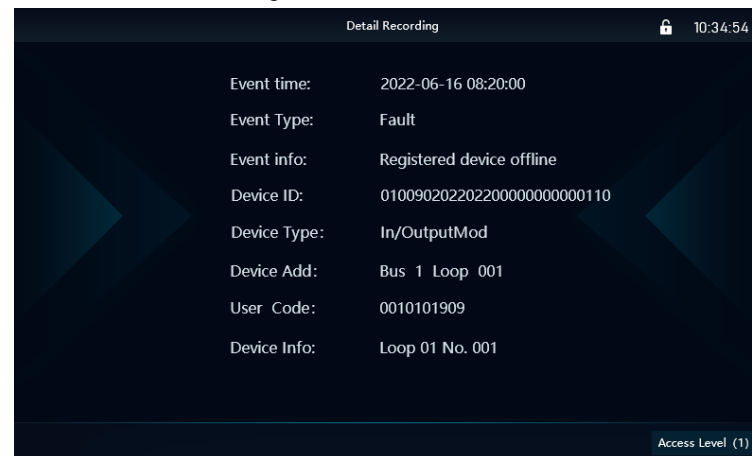 Detail Recording 10:34:54
Event time: 2022-06-16 08:20:00
Event Type: Fault
Event info: Registered device offline
Device ID: 010090202202200000000000110
Device Type: In/OutputMod
Device Add: Bus 1 Loop 001
User Code: 0010101909
Device Info: Loop 01 No. 001
Access Level (1)